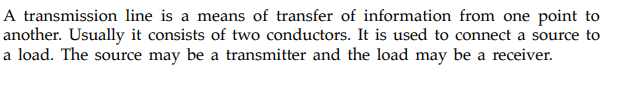 A transmission line is a means of transfer of information from one point to
another. Usually it consists of two conductors. It is used to connect a source to
a load. The source may be a transmitter and the load may be a receiver.